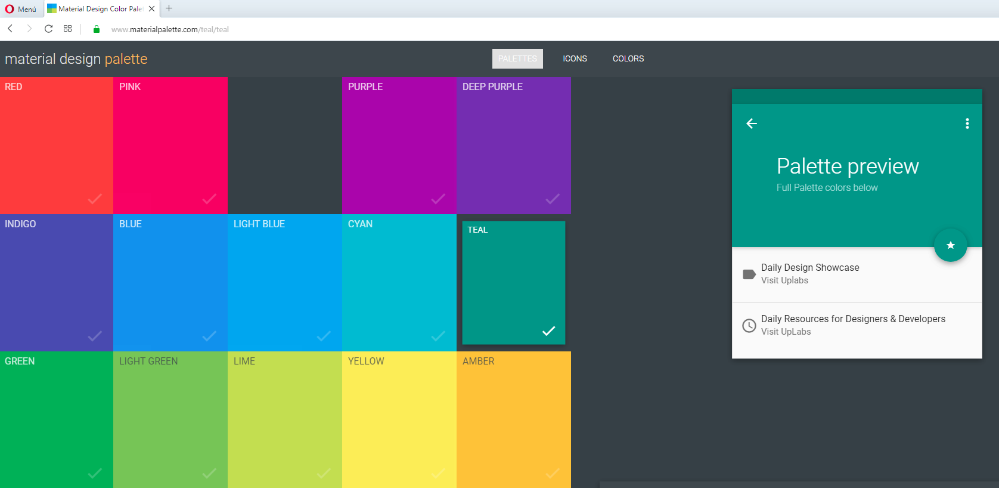 Menú
Material Design Color Palet
www.materialpalette.com/teal/teal
material design palette
PALETTES
ICONS
COLORS
RED
PINK
PURPLE
DEEP PURPLE
INDIGO
BLUE
LIGHT BLUE
CYAN
TEAL
GREEN
LIGHT GREEN
LIME
YELLOW
AMBER
Palette preview
Full Palette colors below
Daily Design Showcase
Visit Uplabs
Daily Resources for Designers & Developers
Visit UpLabs